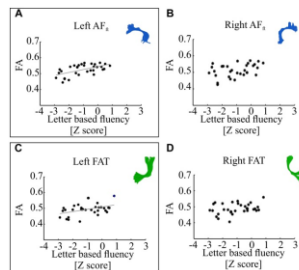 A
Left AFₛ
0.7
0.6
0.5
0.4
FA
-4 -3 -2 -1 0 1 2 3
Letter based fluency
[Z score]
B
Right AFₛ
0.7
0.6
0.5
0.4
FA
-4 -3 -2 -1 0 1 2 3
Letter based fluency
[Z score]
C
Left FAT
0.7
0.6
0.5
0.4
FA
-4 -3 -2 -1 0 1 2 3
Letter based fluency
[Z score]
D
Right FAT
0.7
0.6
0.5
0.4
FA
-4 -3 -2 -1 0 1 2 3
Letter based fluency
[Z score]